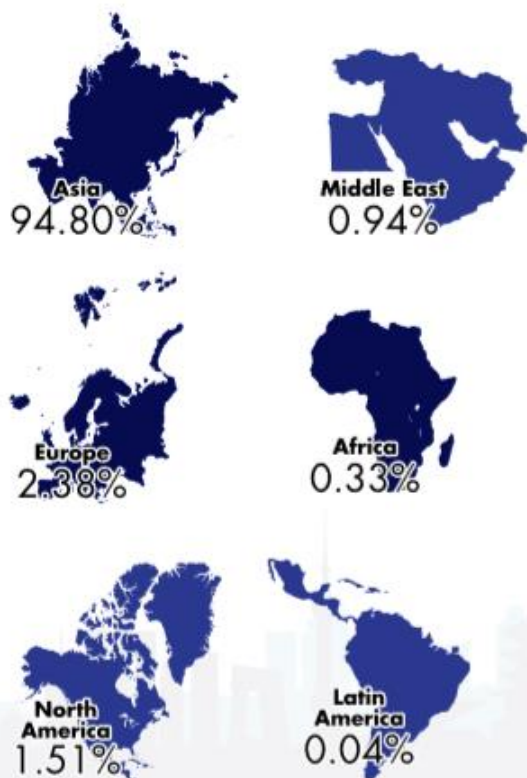 Asia
94.80%
Middle East
0.94%
Europe
2.38%
Africa
0.33%
North
America
1.51%
Latin
America
0.04%